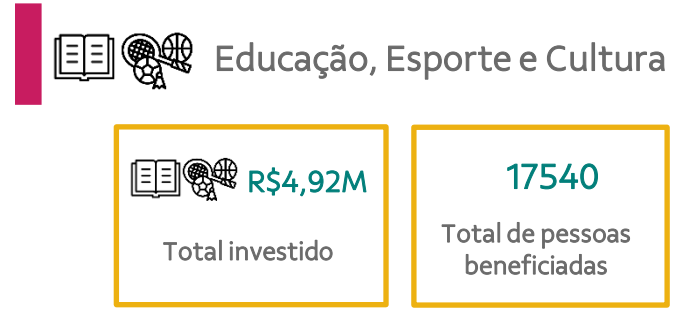 Educação, Esporte e Cultura
R$4,92M
Total investido
17540
Total de pessoas
beneficiadas